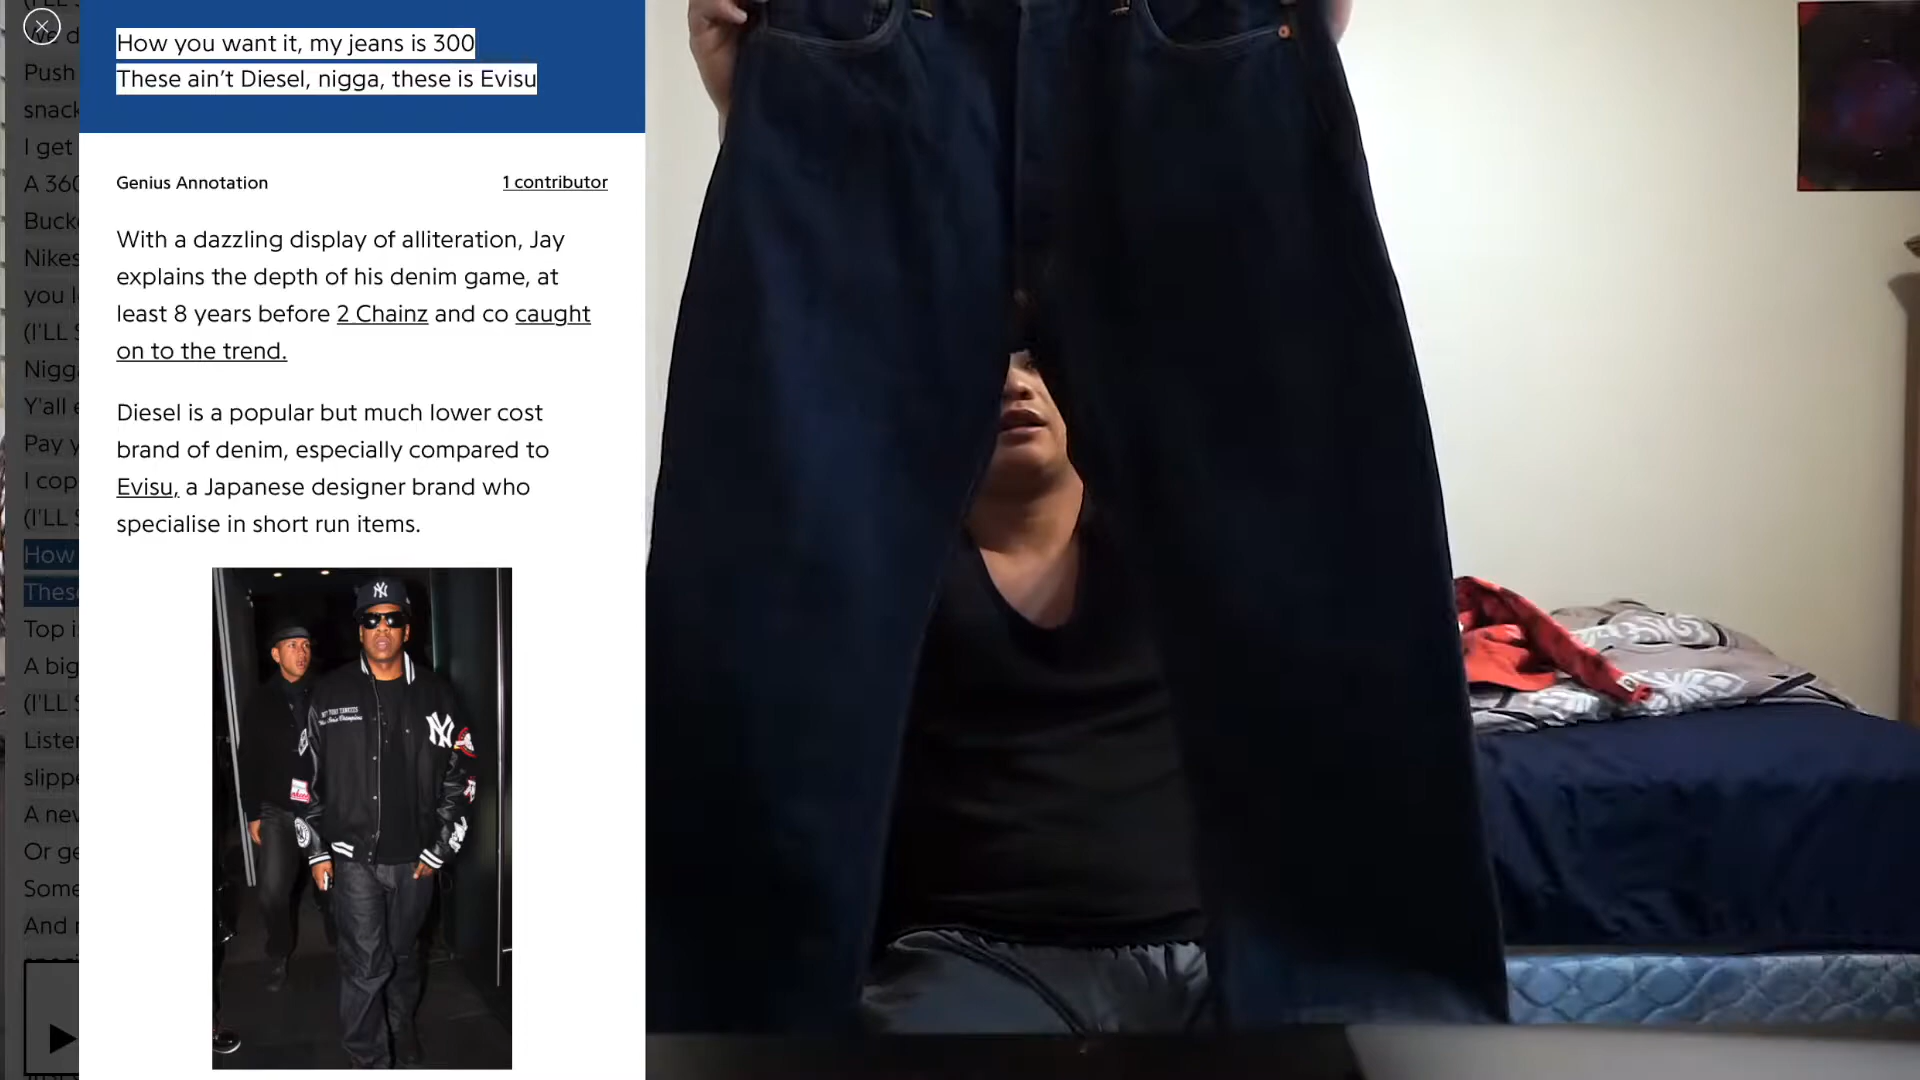 How you want it, my jeans is 300
These ain’t Diesel, nigga, these is Evisu
Genius Annotation
1 contributor
With a dazzling display of alliteration, Jay
explains the depth of his denim game, at
least 8 years before 2 Chainz and co caught
on to the trend.
Diesel is a popular but much lower cost
brand of denim, especially compared to
Evisu, a Japanese designer brand who
specialise in short run items.
NY
NY
Push
snack
I get
A 360
Nikes
you l
(I'LL S
Y'all e
Pay y
I cop
(I'LL S
How
These
Top i
A big
(I'LL S
Listen
slippe
A new
Or ge
Some
And